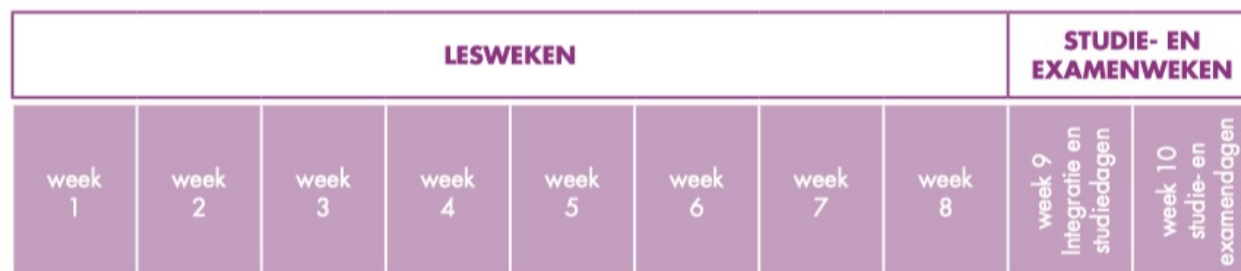 LESWEKEN
STUDIE- EN
EXAMENWEKEN
week
1
week
2
week
3
week
4
week
5
week
6
week
7
week
8
week 9
Integratie en
studiedagen
week 10
studie- en
examendagen